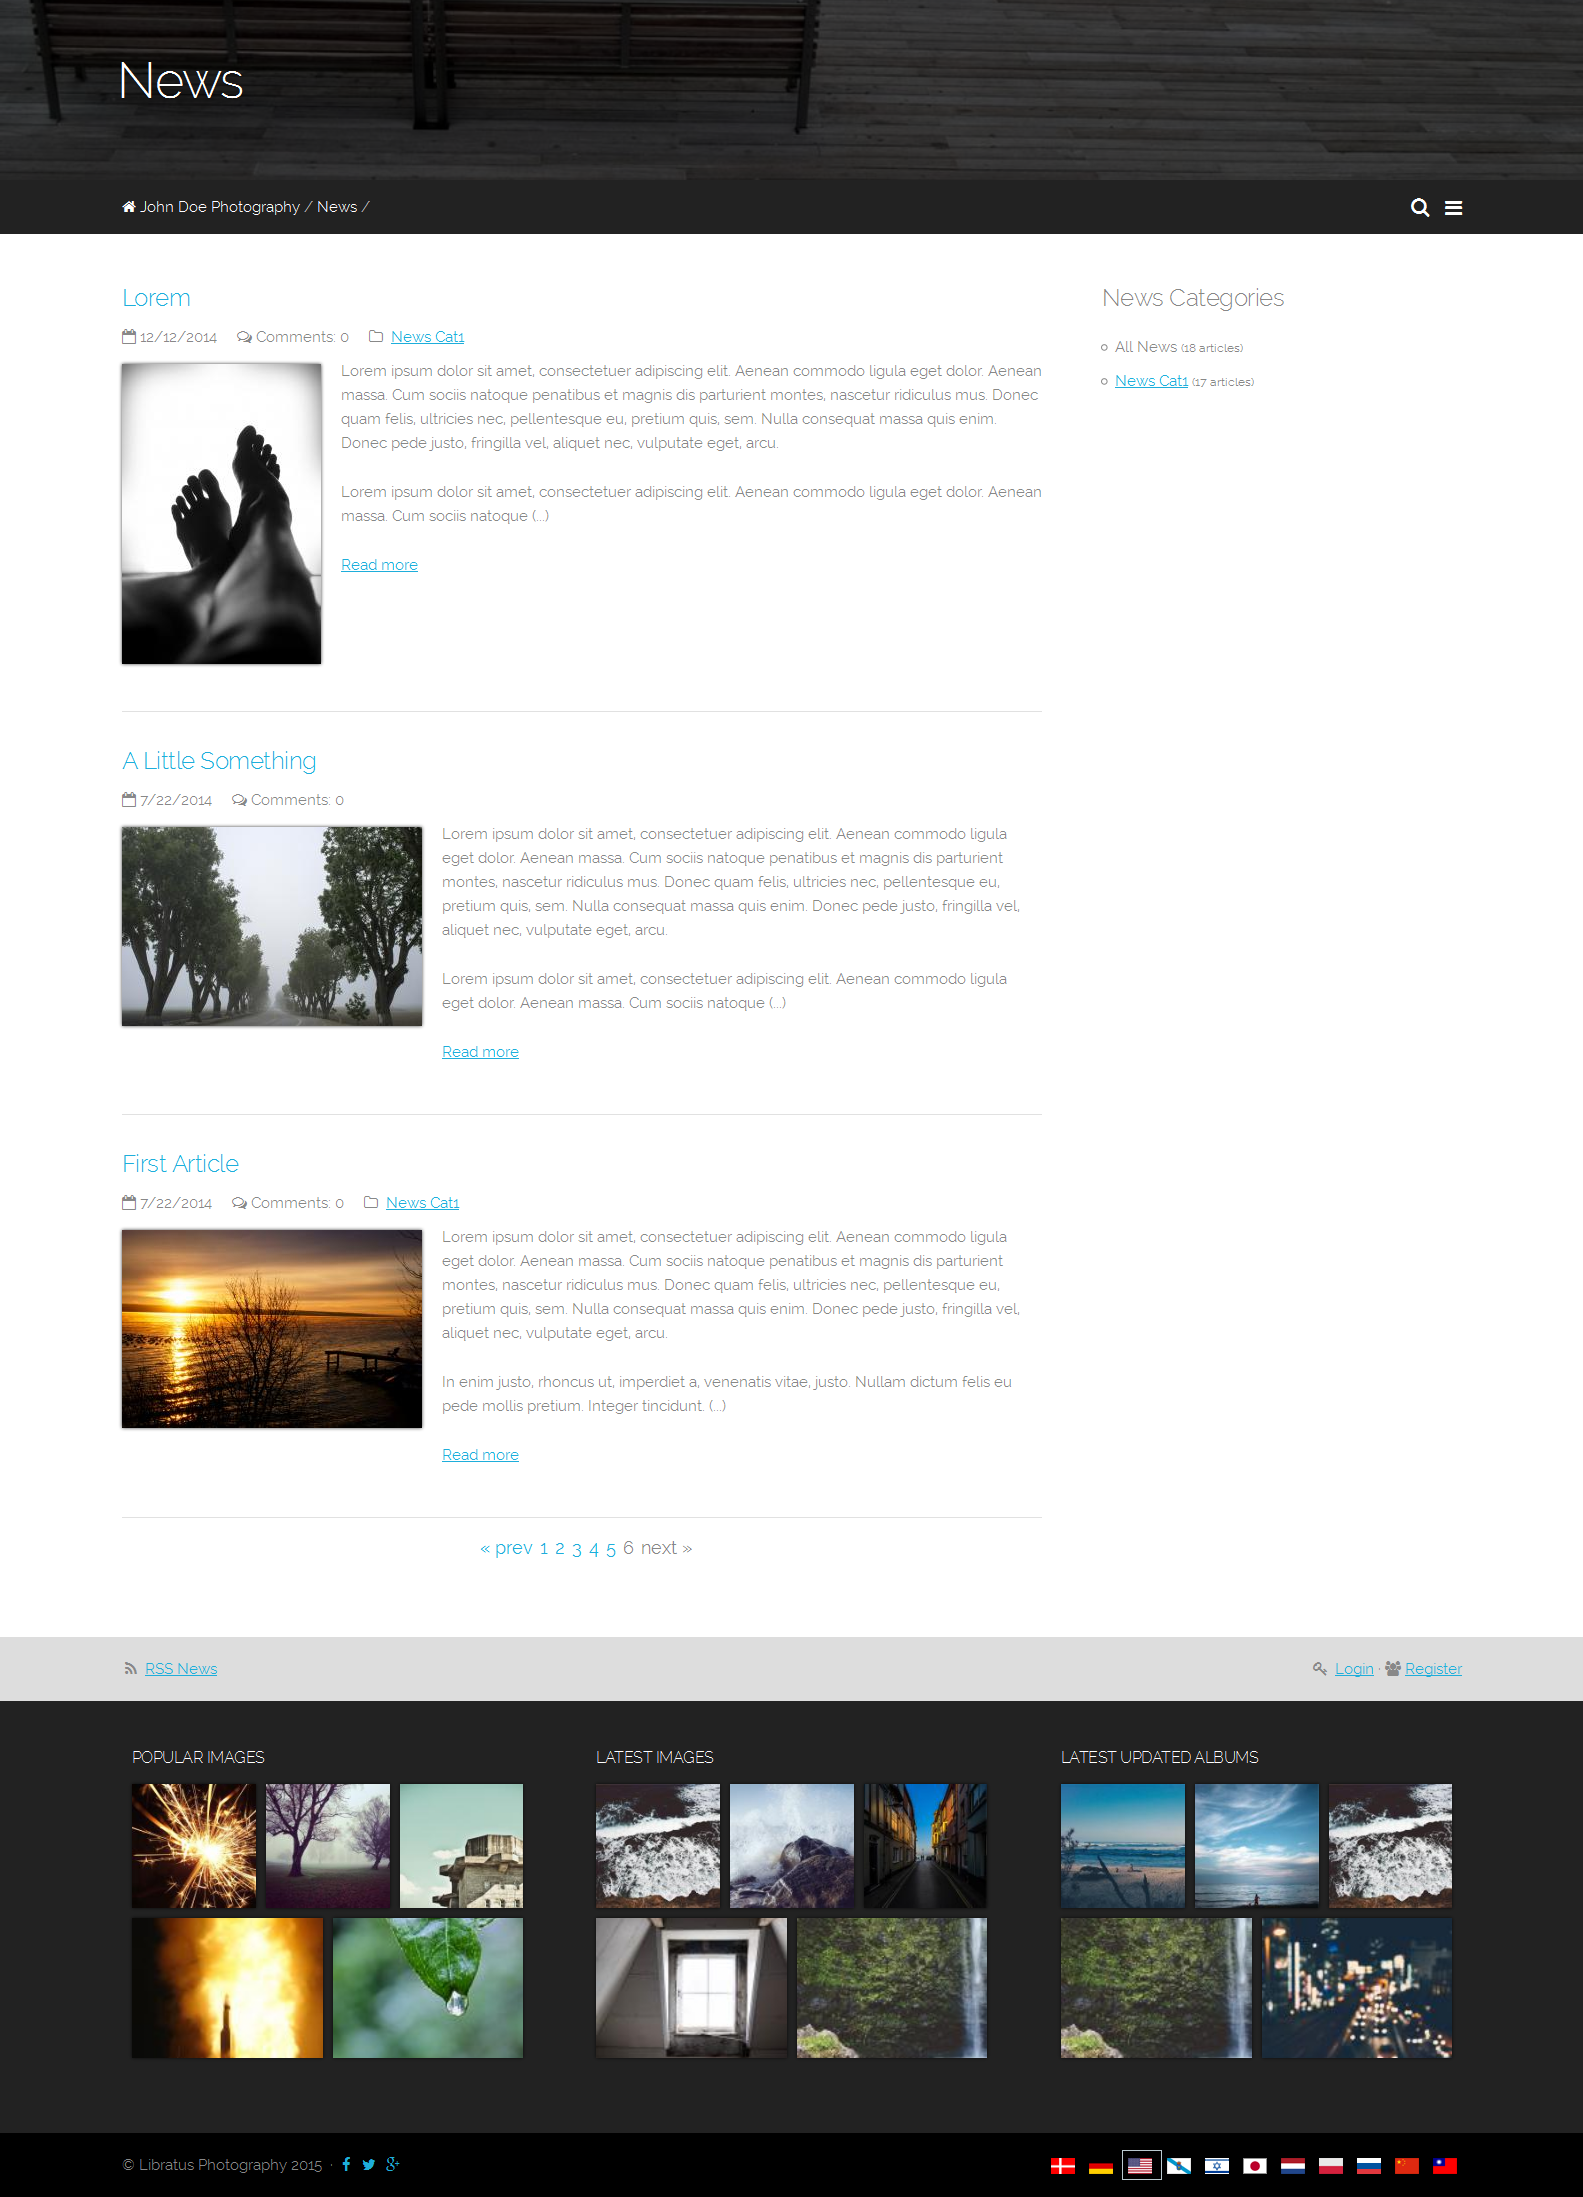 News
John Doe Photography / News /
Lorem
12/12/2014 Comments: 0 News Cat1
Lorem ipsum dolor sit amet, consectetuer adipiscing elit. Aenean commodo ligula eget dolor. Aenean
massa. Cum sociis natoque penatibus et magnis dis parturient montes, nascetur ridiculus mus. Donec
quam felis, ultricies nec, pellentesque eu, pretium quis, sem. Nulla consequat massa quis enim.
Donec pede justo, fringilla vel, aliquet nec, vulputate eget, arcu.
Lorem ipsum dolor sit amet, consectetuer adipiscing elit. Aenean commodo ligula eget dolor. Aenean
massa. Cum sociis natoque (...)
Read more
A Little Something
7/22/2014 Comments: 0
Lorem ipsum dolor sit amet, consectetuer adipiscing elit. Aenean commodo ligula
eget dolor. Aenean massa. Cum sociis natoque penatibus et magnis dis parturient
montes, nascetur ridiculus mus. Donec quam felis, ultricies nec, pellentesque eu,
pretium quis, sem. Nulla consequat massa quis enim. Donec pede justo, fringilla vel,
aliquet nec, vulputate eget, arcu.
Lorem ipsum dolor sit amet, consectetuer adipiscing elit. Aenean commodo ligula
eget dolor. Aenean massa. Cum sociis natoque (...)
Read more
First Article
7/22/2014 Comments: 0 News Cat1
Lorem ipsum dolor sit amet, consectetuer adipiscing elit. Aenean commodo ligula
eget dolor. Aenean massa. Cum sociis natoque penatibus et magnis dis parturient
montes, nascetur ridiculus mus. Donec quam felis, ultricies nec, pellentesque eu,
pretium quis, sem. Nulla consequat massa quis enim. Donec pede justo, fringilla vel,
aliquet nec, vulputate eget, arcu.
In enim justo, rhoncus ut, imperdiet a, venenatis vitae, justo. Nullam dictum felis eu
pede mollis pretium. Integer tincidunt. (...)
Read more
« prev 1 2 3 4 5 6 next »
News Categories
All News (18 articles)
News Cat1 (17 articles)
RSS News
Login · Register
POPULAR IMAGES
LATEST IMAGES
LATEST UPDATED ALBUMS
© Libratus Photography 2015 ·